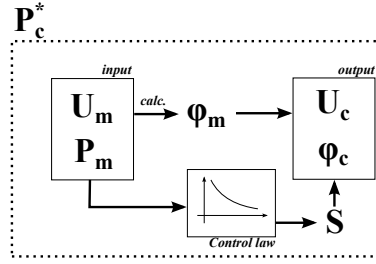 P*c
input
output
Um
calc.
φm
Uc
Pm
φc
Control law
S